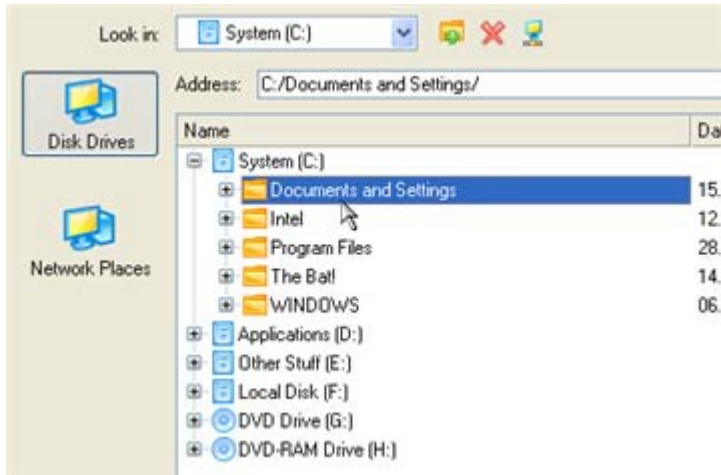 Look in: System (C:)
Address: C:/Documents and Settings/
Disk Drives
Network Places
Name Da
System (C:)
Documents and Settings 15.
Intel 12.
Program Files 28.
The Bat! 14.
WINDOWS 06.
Applications (D:)
Other Stuff (E:)
Local Disk (F:)
DVD Drive (G:)
DVD-RAM Drive (H:)